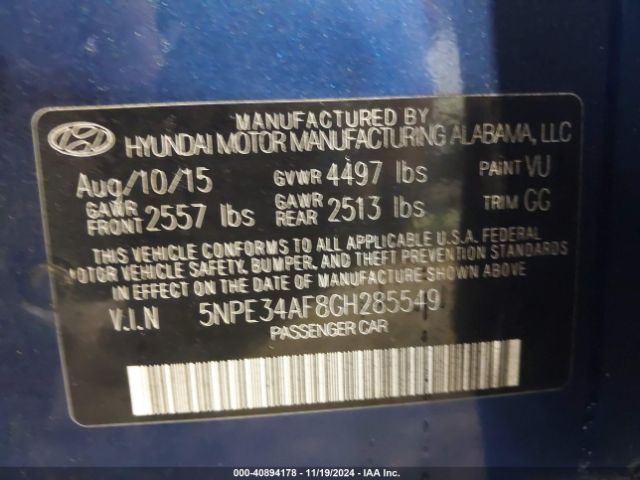 MANUFACTURED BY
HYUNDAI MOTOR MANUFACTURING ALABAMA, LLC
Aug/10/15 GVWR 4497 lbs PAINT VU
GAWR FRONT 2557 lbs GAWR REAR 2513 lbs TRIM GG
THIS VEHICLE CONFORMS TO ALL APPLICABLE U.S.A. FEDERAL
MOTOR VEHICLE SAFETY, BUMPER, AND THEFT PREVENTION
STANDARDS IN EFFECT ON THE DATE OF MANUFACTURE SHOWN ABOVE.
V.I.N 5NPE34AF8GH285549
PASSENGER CAR
000-40894178 - 11/19/2024 - IAA Inc.